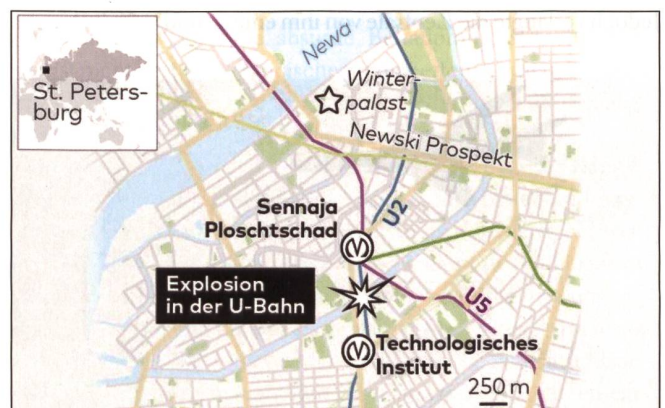 St. Peters-
burg
Newa
Winter-
palast
Newski Prospekt
Sennaja
Ploschtschad
U2
Explosion
in der U-Bahn
U5
Technologisches
Institut
250 m